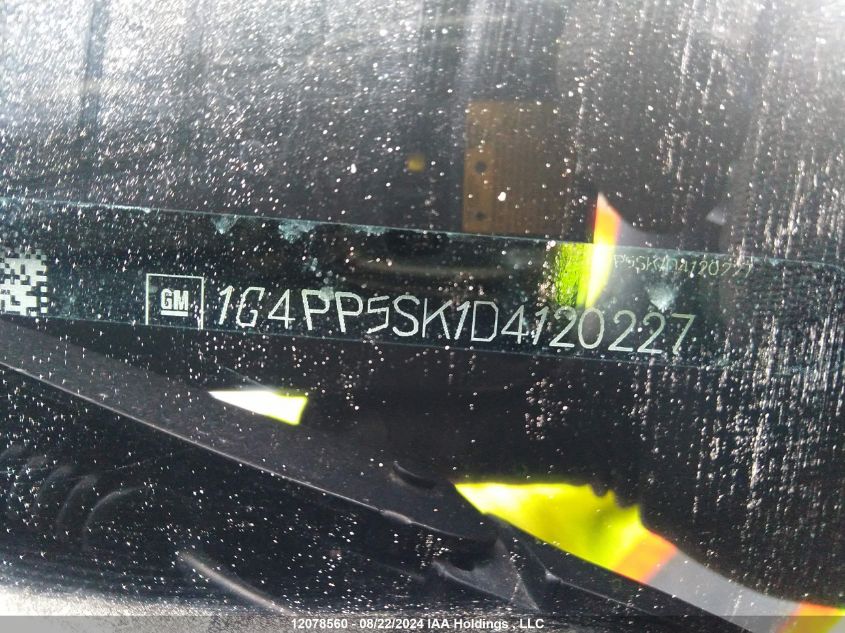 GM 1G4PP5SK1D4120227
12078560 - 08/22/2024 IAA Holdings , LLC